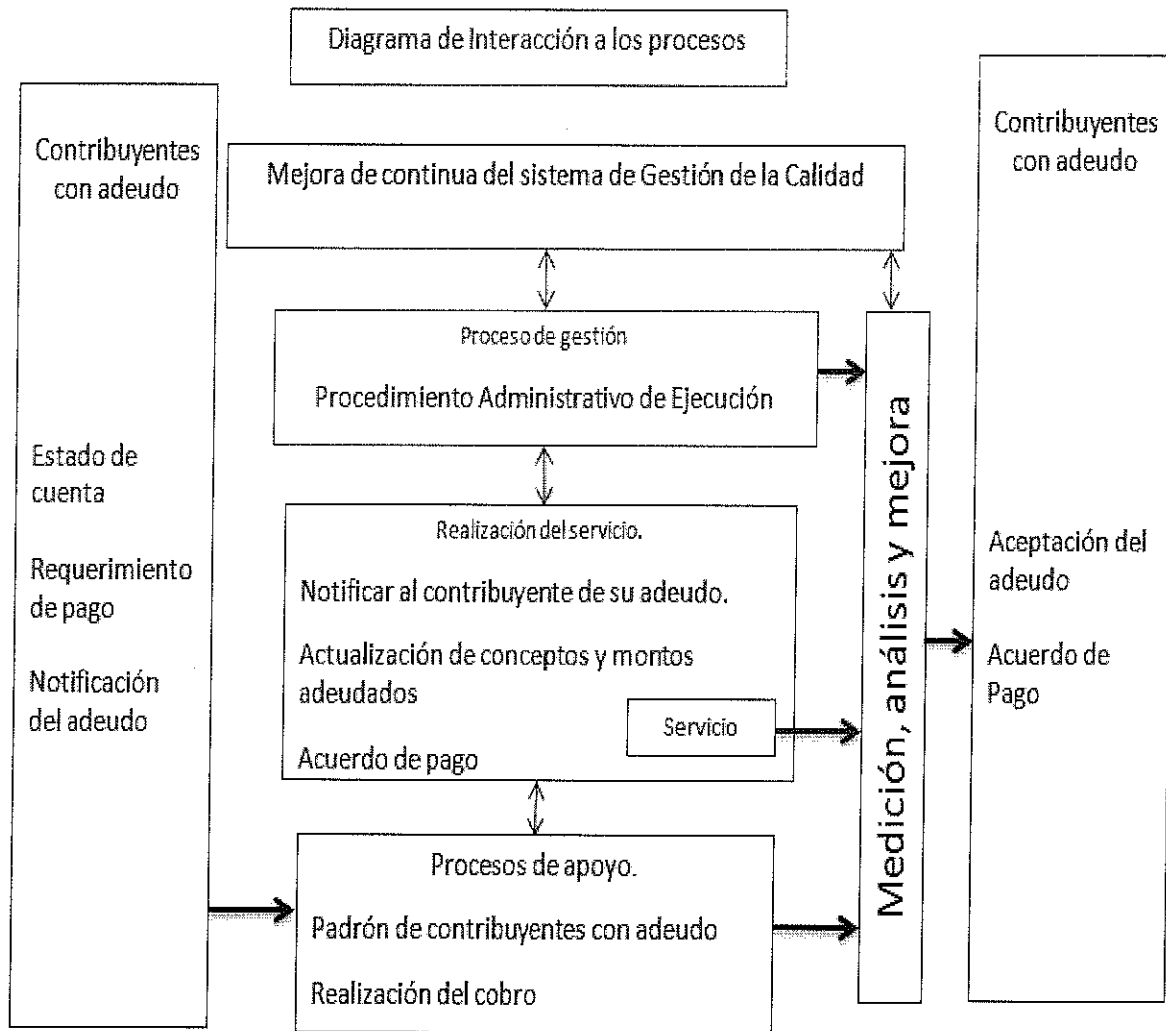 Diagrama de Interacción a los procesos
Contribuyentes
con adeudo
Estado de
cuenta
Requerimiento
de pago
Notificación
del adeudo
Mejora de continua del sistema de Gestión de la Calidad
Proceso de gestión
Procedimiento Administrativo de Ejecución
Realización del servicio.
Notificar al contribuyente de su adeudo.
Actualización de conceptos y montos
adeudados
Servicio
Acuerdo de pago
Procesos de apoyo.
Padrón de contribuyentes con adeudo
Realización del cobro
Medición, análisis y mejora
Contribuyentes
con adeudo
Aceptación del
adeudo
Acuerdo de
Pago